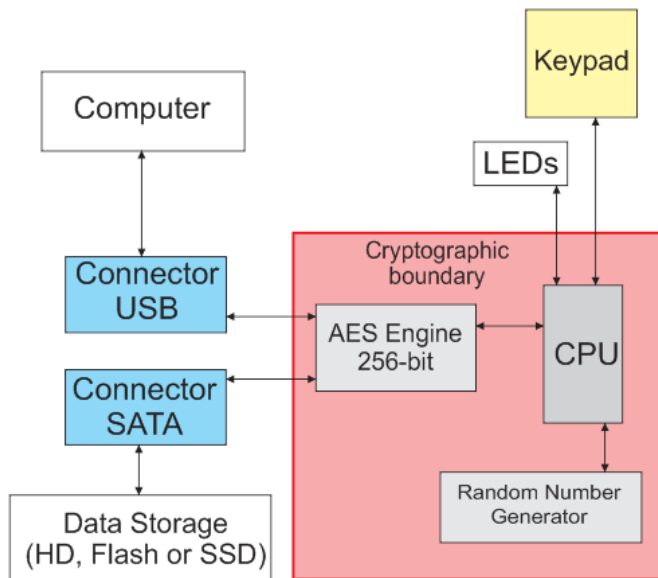 Keypad
Computer
LEDs
Cryptographic
boundary
Connector
USB
AES Engine
256-bit
CPU
Connector
SATA
Random Number
Generator
Data Storage
(HD, Flash or SSD)